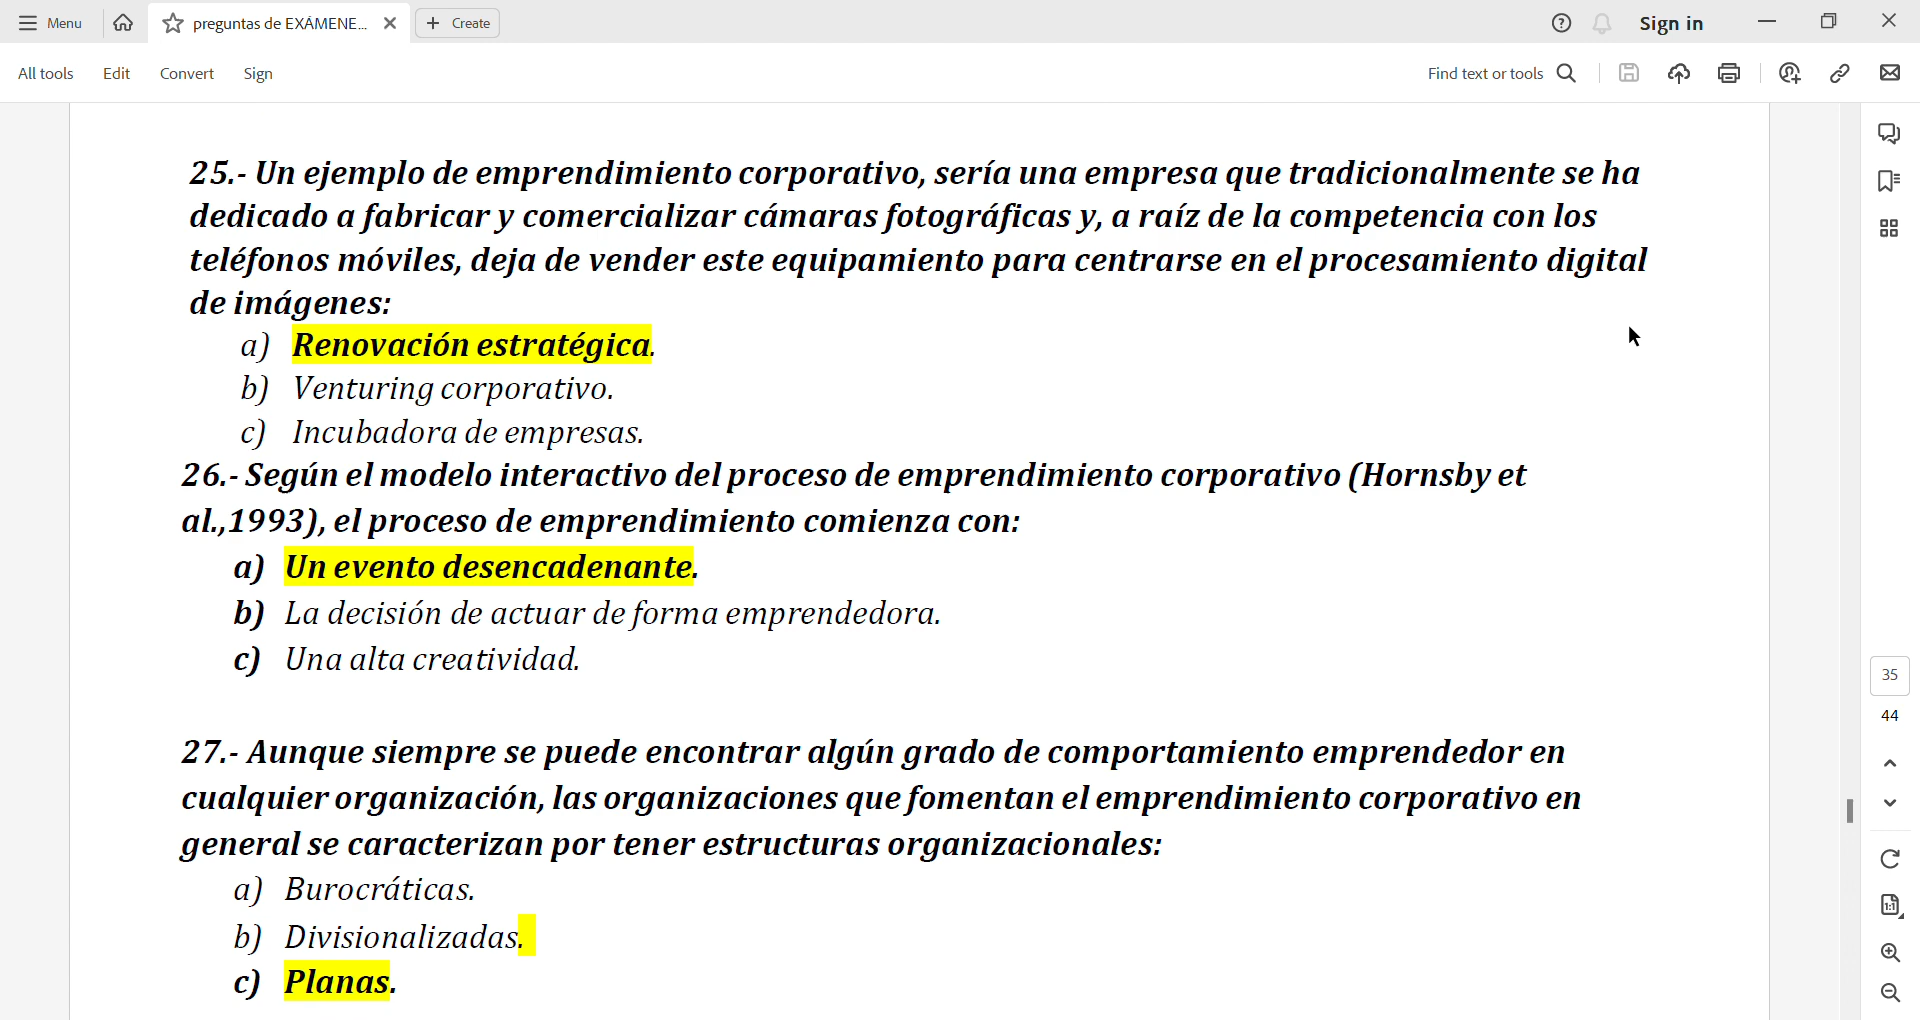 Menu
preguntas de EXÁMENE...
Create
Sign in
All tools
Edit
Convert
Sign
Find text or tools
25.- Un ejemplo de emprendimiento corporativo, sería una empresa que tradicionalmente se ha
dedicado a fabricar y comercializar cámaras fotográficas y, a raíz de la competencia con los
teléfonos móviles, deja de vender este equipamiento para centrarse en el procesamiento digital
de imágenes:
a) Renovación estratégica.
b) Venturing corporativo.
c) Incubadora de empresas.
26.- Según el modelo interactivo del proceso de emprendimiento corporativo (Hornsby et
al.,1993), el proceso de emprendimiento comienza con:
a) Un evento desencadenante.
b) La decisión de actuar de forma emprendedora.
c) Una alta creatividad.
27.- Aunque siempre se puede encontrar algún grado de comportamiento emprendedor en
cualquier organización, las organizaciones que fomentan el emprendimiento corporativo en
general se caracterizan por tener estructuras organizacionales:
a) Burocráticas.
b) Divisionalizadas.
c) Planas.
35
44
1:1